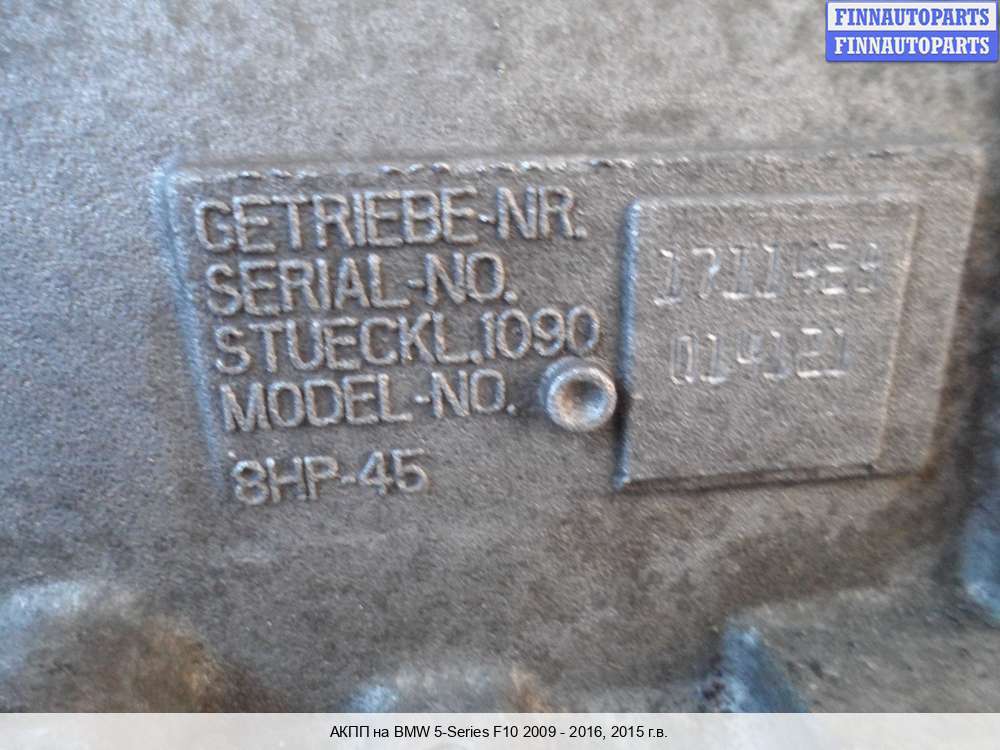 FINNAUTOPARTS
FINNAUTOPARTS
GETRIEBE-NR.
SERIAL-NO.
STUECKL.1090
MODEL-NO.
8HP-45
014121
АКПП на BMW 5-Series F10 2009 - 2016, 2015 г.в.